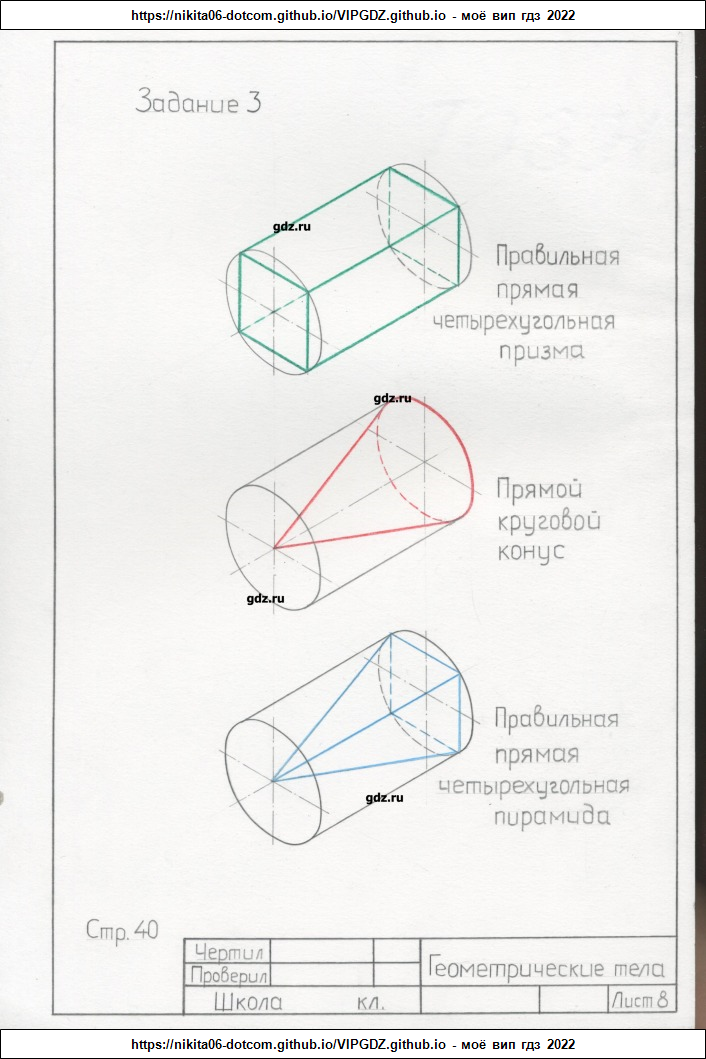 https://nikita06-dotcom.github.io/VIPGDZ.github.io - моё вип гдз 2022
Задание 3
gdz.ru
Правильная
прямая
четырехугольная
призма
gdz.ru
Прямой
круговой
конус
gdz.ru
Правильная
прямая
четырехугольная
пирамида
gdz.ru
Стр. 40
Чертил
Проверил
Геометрические тела
Школа кл.
Лист 8
https://nikita06-dotcom.github.io/VIPGDZ.github.io - моё вип гдз 2022